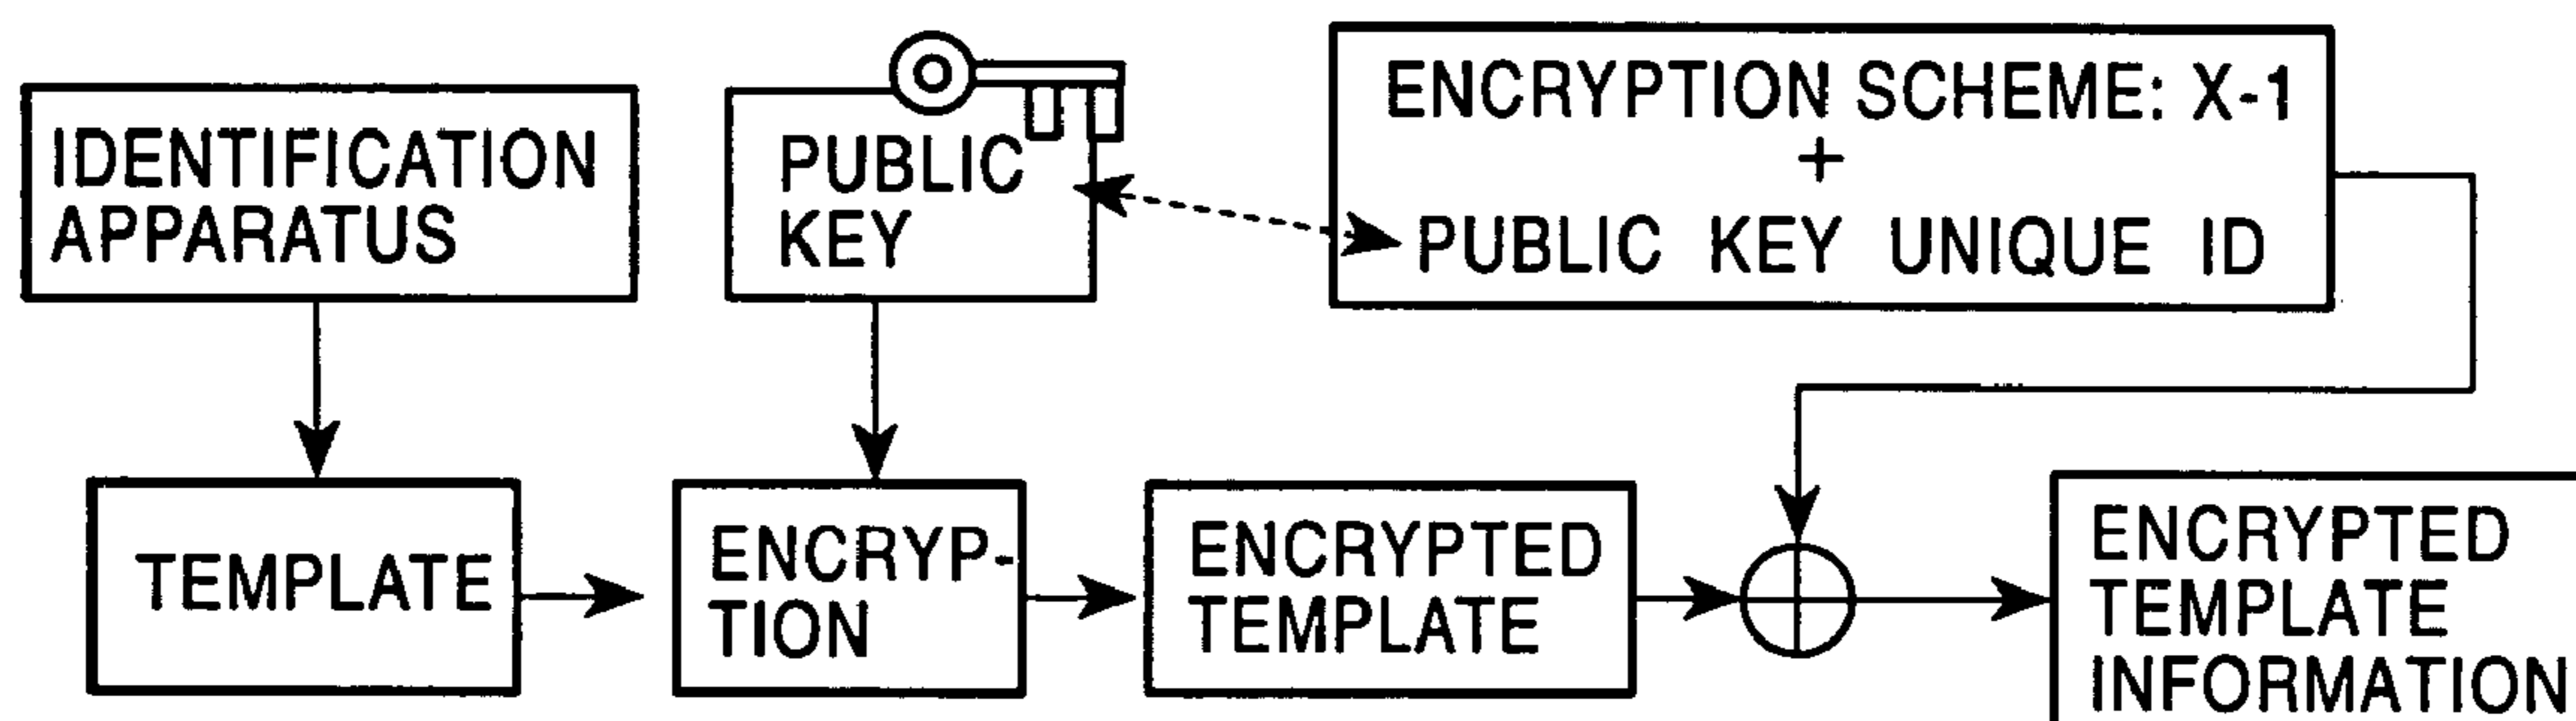 IDENTIFICATION
APPARATUS
PUBLIC
KEY
ENCRYPTION SCHEME: X-1
+
PUBLIC KEY UNIQUE ID
TEMPLATE
ENCRYP-
TION
ENCRYPTED
TEMPLATE
ENCRYPTED
TEMPLATE
INFORMATION